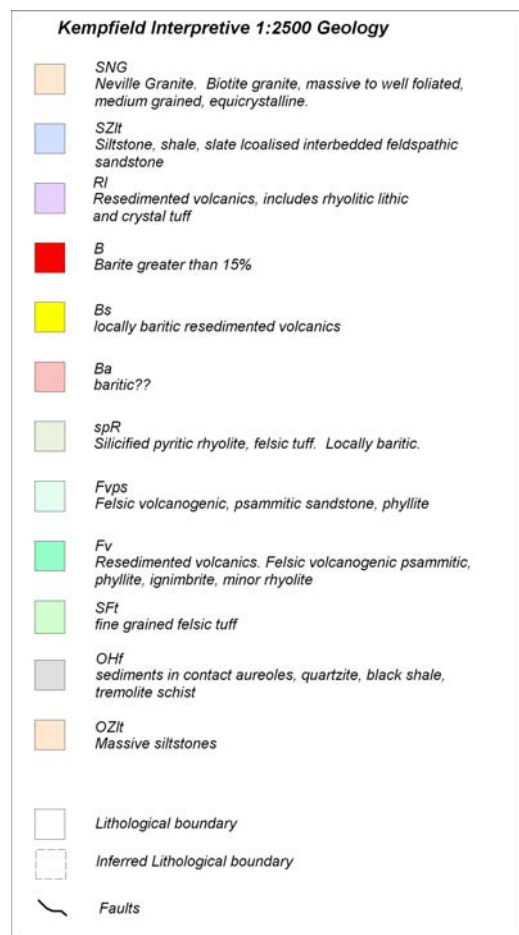 Kempfield Interpretive 1:2500 Geology
SNG
Neville Granite. Biotite granite, massive to well foliated,
medium grained, equicrystalline.
SZlt
Siltstone, shale, slate lcoalised interbedded feldspathic
sandstone
Rl
Resedimented volcanics, includes rhyolitic lithic
and crystal tuff
B
Barite greater than 15%
Bs
locally baritic resedimented volcanics
Ba
baritic??
spR
Silicified pyritic rhyolite, felsic tuff. Locally baritic.
Fvps
Felsic volcanogenic, psammitic sandstone, phyllite
Fv
Resedimented volcanics. Felsic volcanogenic psammitic,
phyllite, ignimbrite, minor rhyolite
SFt
fine grained felsic tuff
OHf
sediments in contact aureoles, quartzite, black shale,
tremolite schist
OZlt
Massive siltstones
Lithological boundary
Inferred Lithological boundary
Faults